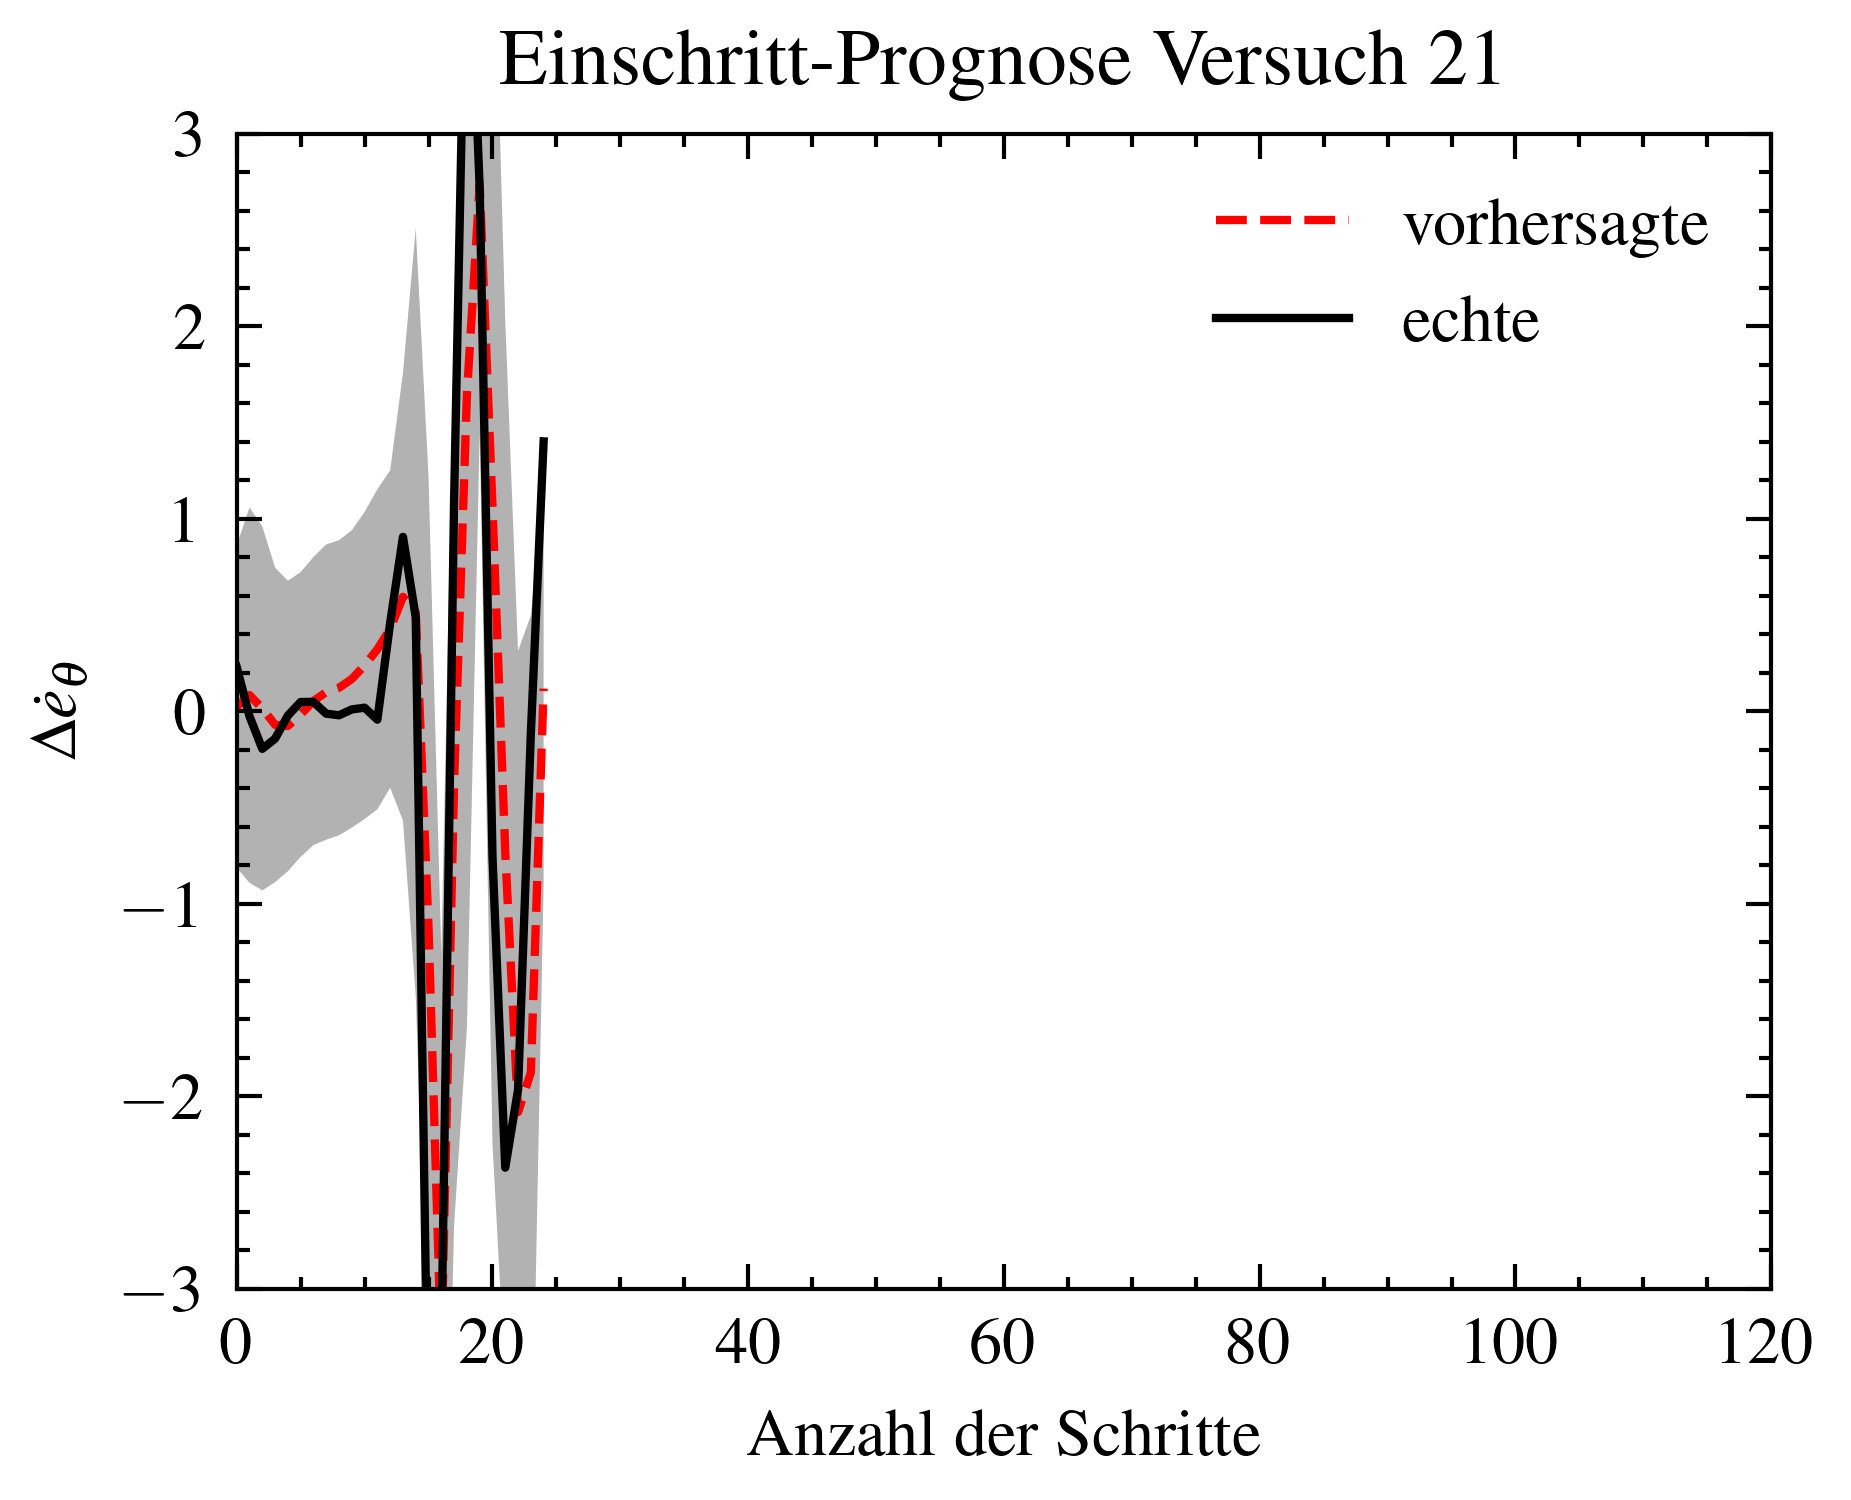 Einschritt-Prognose Versuch 21
3
2
1
0
−1
−2
−3
Δė_θ
vorhersagte
echte
0 20 40 60 80 100 120
Anzahl der Schritte